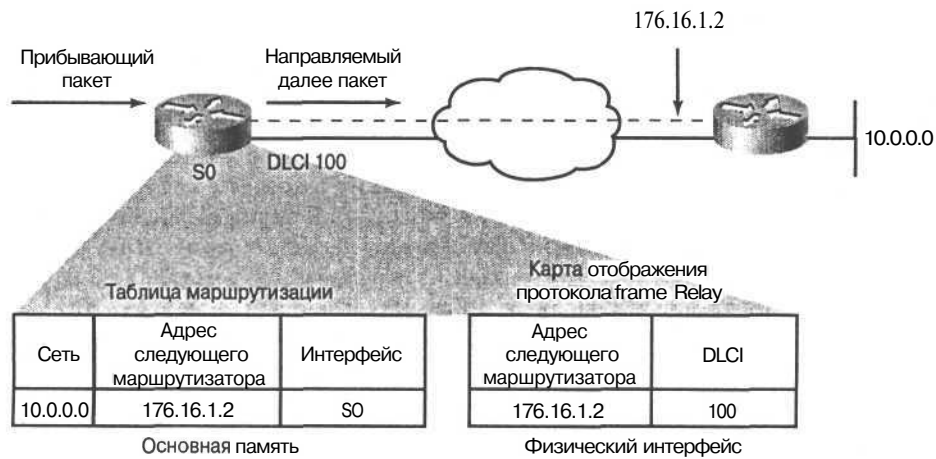 176.16.1.2
Прибывающий
пакет
Направляемый
далее пакет
10.0.0.0
S0
DLCI 100
Таблица маршрутизации
Карта отображения
протокола frame Relay
Сеть
Адрес
следующего
маршрутизатора
Интерфейс
10.0.0.0
176.16.1.2
S0
Основная память
Адрес
следующего
маршрутизатора
DLCI
176.16.1.2
100
Физический интерфейс